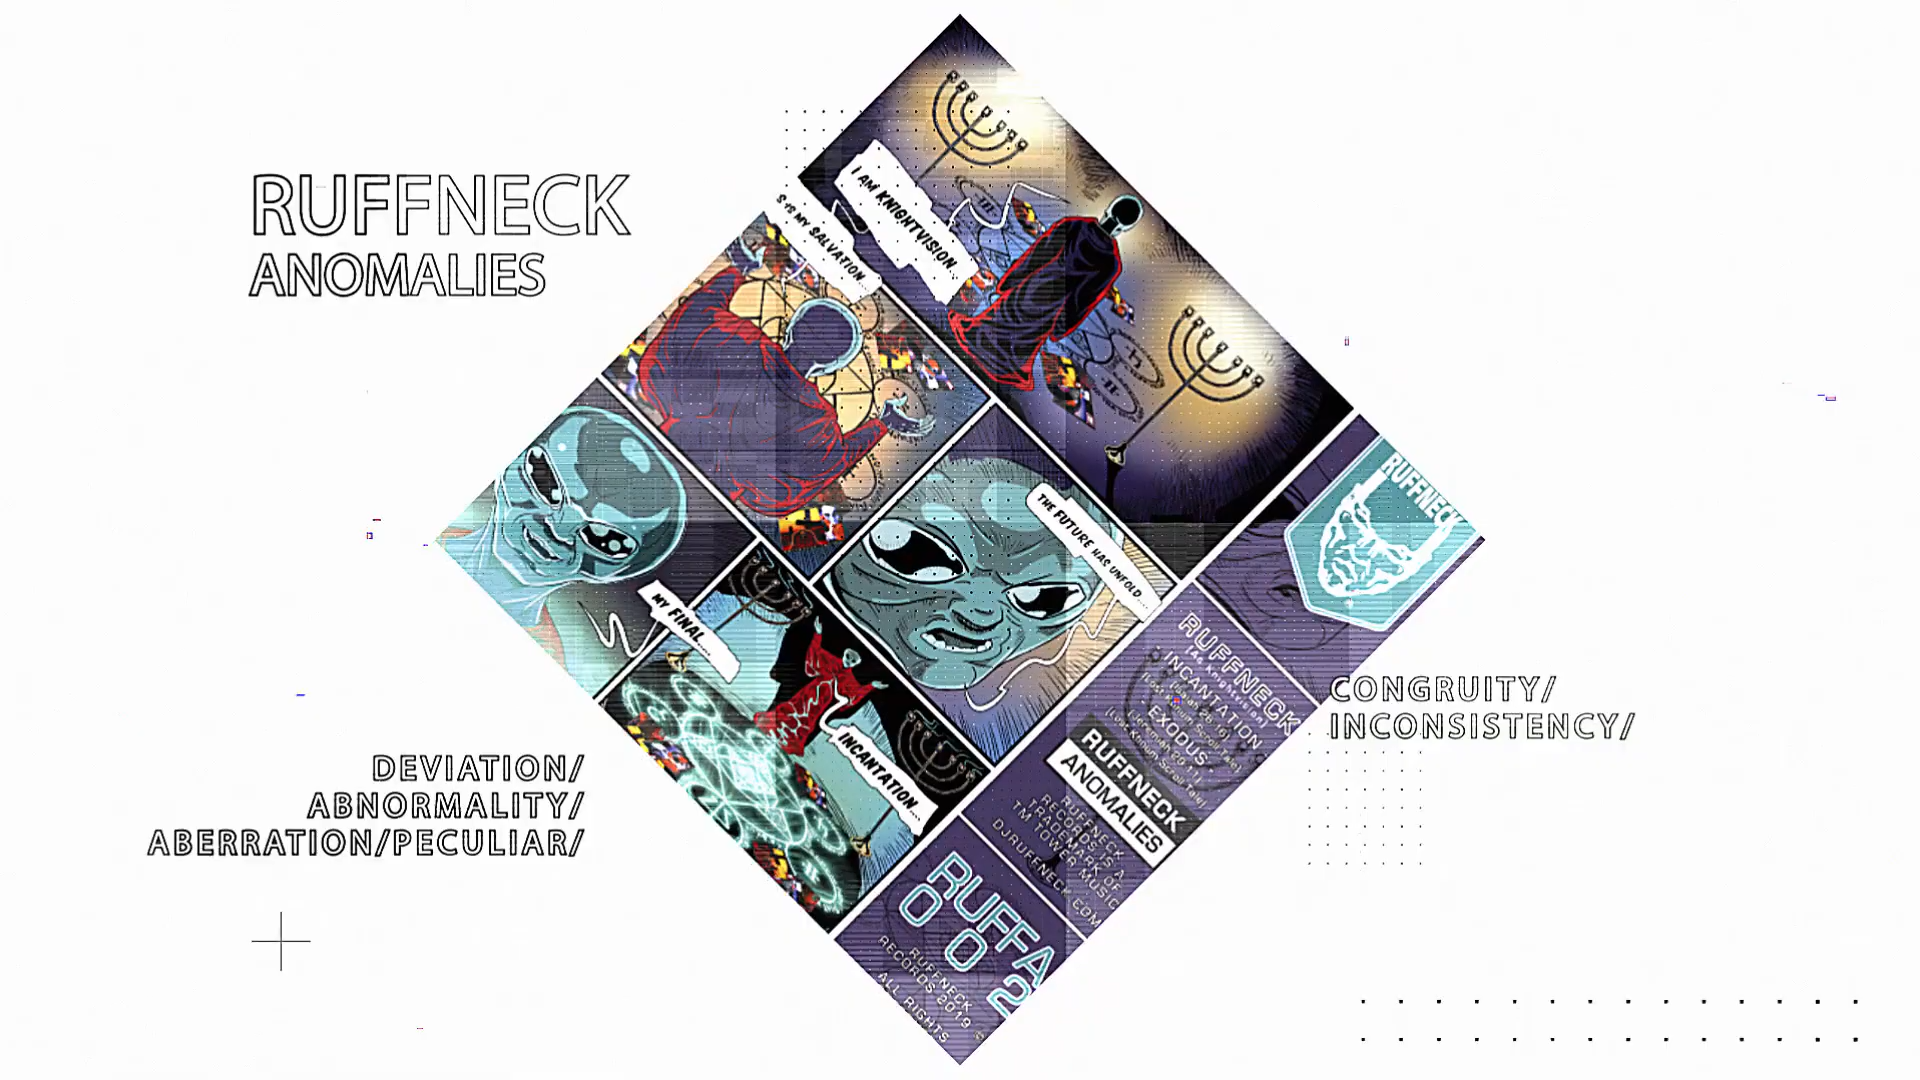 RUFFNECK
ANOMALIES
I AM KNIGHTVISION
S IS MY SALVATION...
THE FUTURE HAS UNFOLD....
MY FINAL......
INCANTATION....
RUFFNECK
RUFFNECK
[As Knightvision]
INCANTATION
- EXODUS -
RUFFNECK
ANOMALIES
RUFFNECK
RECORDS IS A
TRADEMARK OF
TM TOWER MUSIC
DJRUFFNECK.COM
RUFFA
002
RUFFNECK
RECORDS 2019 ©
ALL RIGHTS
CONGRUITY/
INCONSISTENCY/
DEVIATION/
ABNORMALITY/
ABERRATION/PECULIAR/